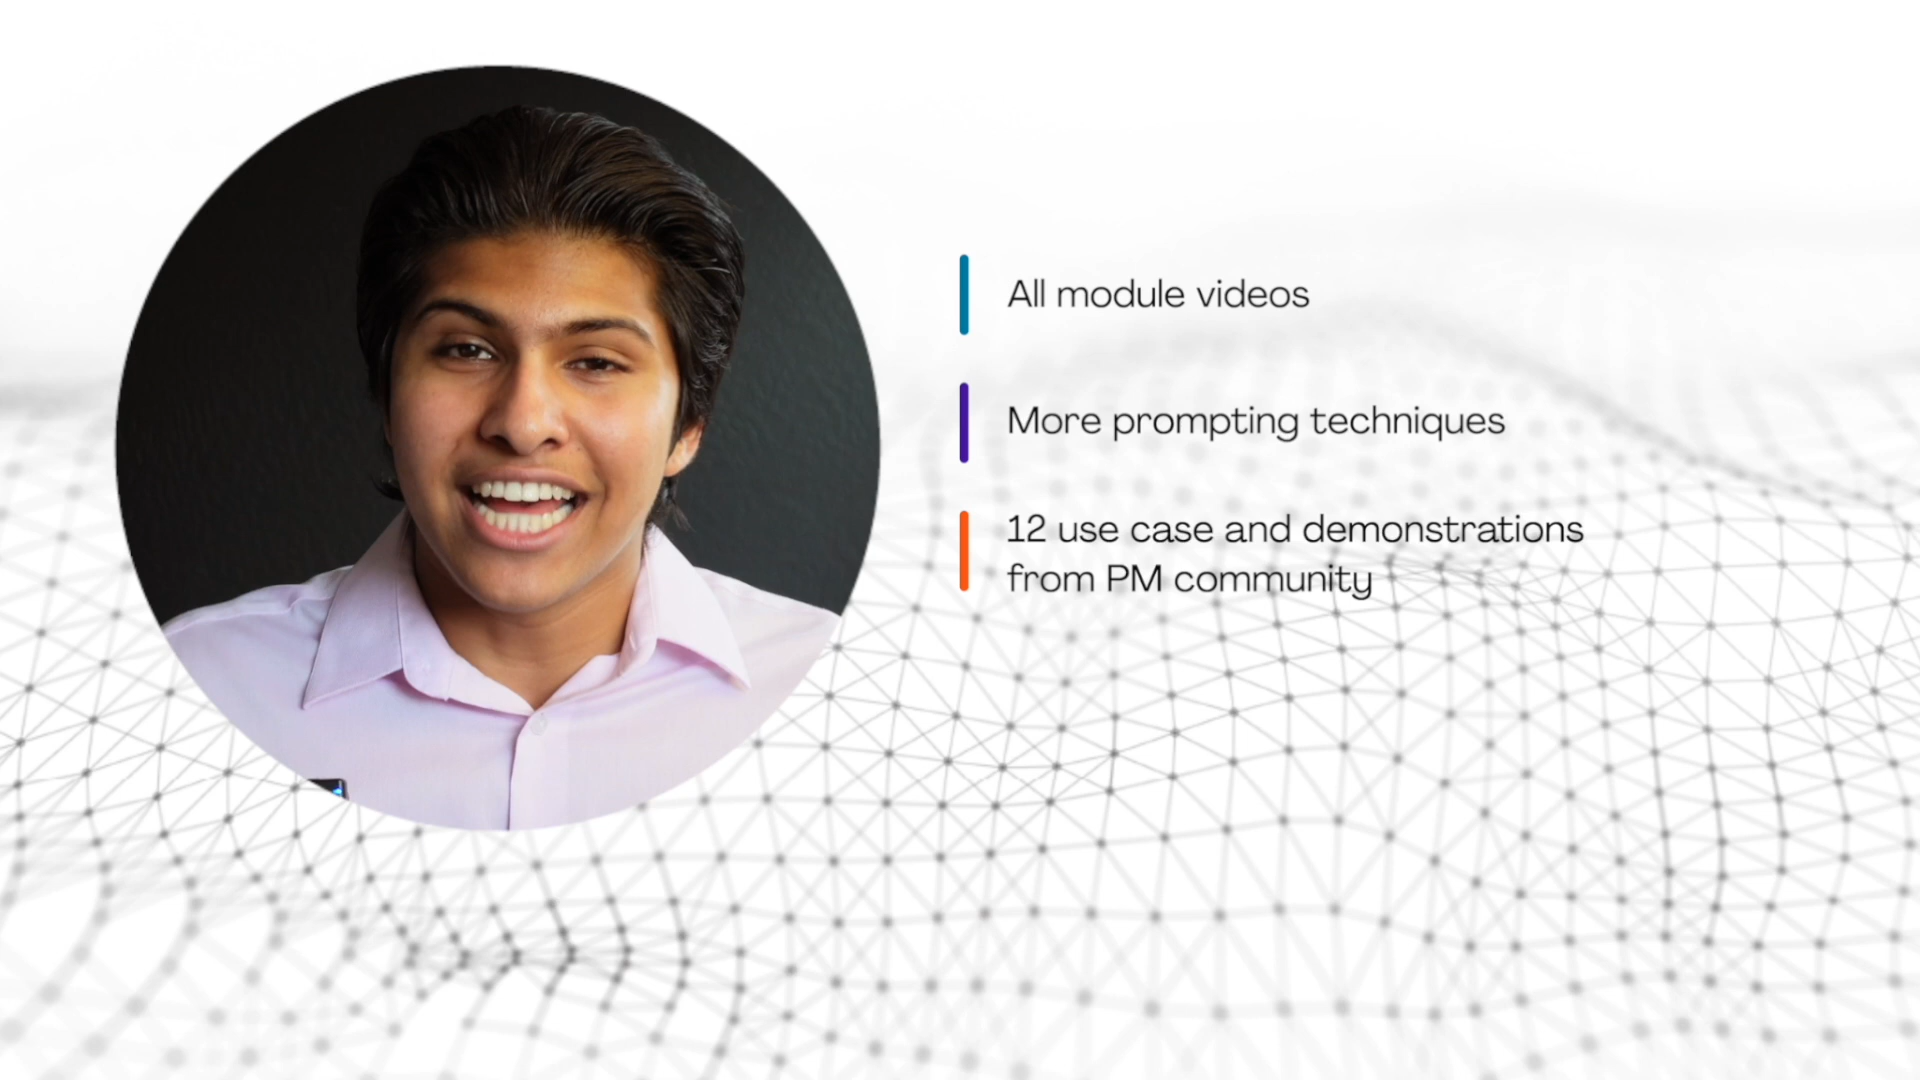 All module videos
More prompting techniques
12 use case and demonstrations
from PM community